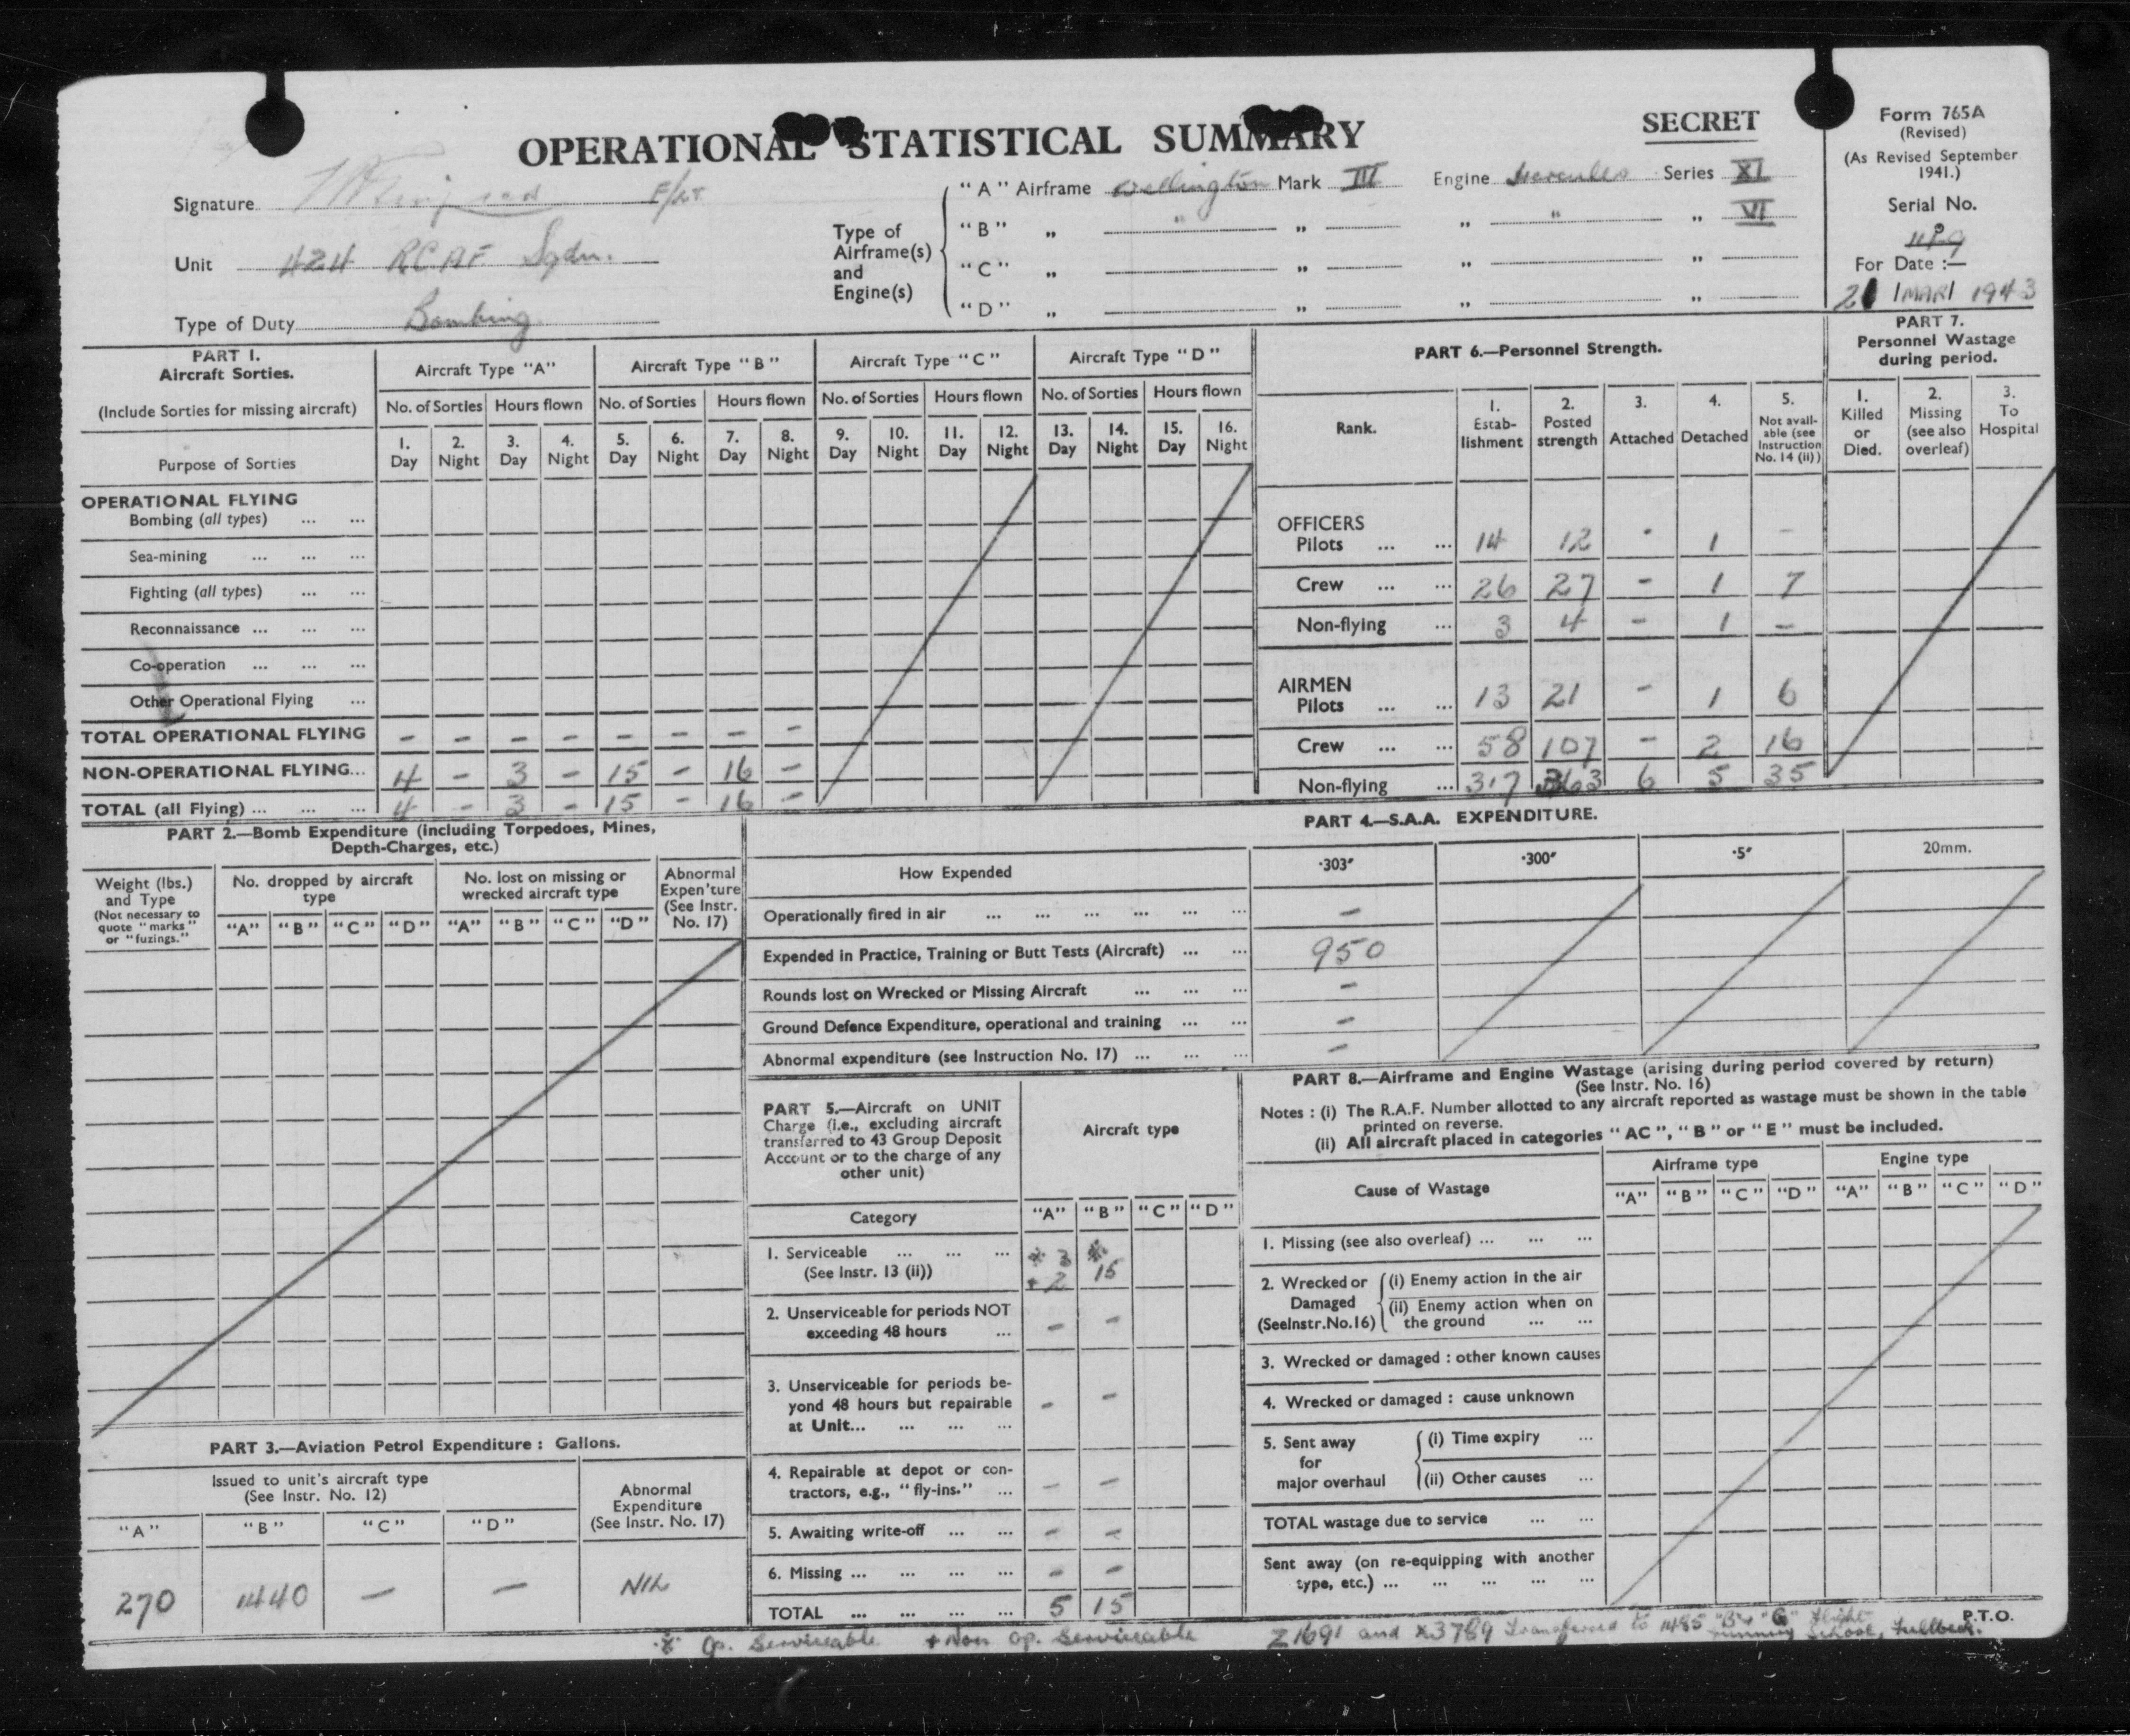 OPERATIONAL STATISTICAL SUMMARY
SECRET
Form 765A
(Revised)
(As Revised September 1941.)
Serial No.
For Date :—
21 MAR 1943
Signature F/Lt
Unit 424 RCAF Sqdn.
Type of Duty Bombing
Type of Airframe(s) and Engine(s)
"A" Airframe Wellington Mark III Engine Hercules Series XI
"B" „ " „ „ " „ VI
"C" „ „ „ „
"D" „ „ „ „
PART 1.
Aircraft Sorties.
(Include Sorties for missing aircraft)
Purpose of Sorties
Aircraft Type "A" Aircraft Type "B" Aircraft Type "C" Aircraft Type "D"
No. of Sorties Hours flown No. of Sorties Hours flown No. of Sorties Hours flown No. of Sorties Hours flown
1. Day 2. Night 3. Day 4. Night 5. Day 6. Night 7. Day 8. Night 9. Day 10. Night 11. Day 12. Night 13. Day 14. Night 15. Day 16. Night
OPERATIONAL FLYING
Bombing (all types) ... ...
Sea-mining ... ... ...
Fighting (all types) ... ...
Reconnaissance ... ... ...
Co-operation ... ... ...
Other Operational Flying ...
TOTAL OPERATIONAL FLYING - - - - - - - -
NON-OPERATIONAL FLYING... 4 - 3 - 15 - 16 -
TOTAL (all Flying) ... ... ... 4 - 3 - 15 - 16 -
PART 6.—Personnel Strength.
Rank.
1. Establishment
2. Posted strength
3. Attached
4. Detached
5. Not available (see Instruction No. 14 (ii))
OFFICERS
Pilots ... ... 14 12 - 1 -
Crew ... ... 26 27 - 1 7
Non-flying ... 3 4 - 1 -
AIRMEN
Pilots ... ... 13 21 - 1 6
Crew ... ... 58 107 - 2 16
Non-flying ... 317 363 6 5 35
PART 7.
Personnel Wastage during period.
1. Killed or Died.
2. Missing (see also overleaf)
3. To Hospital
PART 2.—Bomb Expenditure (including Torpedoes, Mines,
Depth-Charges, etc.)
Weight (lbs.) and Type
(Not necessary to quote "marks" or "fuzings.")
No. dropped by aircraft type
No. lost on missing or wrecked aircraft type
Abnormal Expen'ture (See Instr. No. 17)
"A" "B" "C" "D" "A" "B" "C" "D"
PART 4.—S.A.A. EXPENDITURE.
How Expended ·303″ ·300″ ·5″ 20mm.
Operationally fired in air ... ... ... ... ... ... -
Expended in Practice, Training or Butt Tests (Aircraft) ... ... 950
Rounds lost on Wrecked or Missing Aircraft ... ... ... -
Ground Defence Expenditure, operational and training ... ... -
Abnormal expenditure (see Instruction No. 17) ... ... ... -
PART 3.—Aviation Petrol Expenditure : Gallons.
Issued to unit's aircraft type
(See Instr. No. 12)
Abnormal Expenditure (See Instr. No. 17)
"A" "B" "C" "D"
270 1440 - - NIL
PART 5.—Aircraft on UNIT
Charge (i.e., excluding aircraft
transferred to 43 Group Deposit
Account or to the charge of any
other unit)
Aircraft type
Category "A" "B" "C" "D"
1. Serviceable ... ... ... * 3 *
(See Instr. 13 (ii)) + 2 15
2. Unserviceable for periods NOT
exceeding 48 hours ... - -
3. Unserviceable for periods be-
yond 48 hours but repairable
at Unit... ... ... ... - -
4. Repairable at depot or con-
tractors, e.g., "fly-ins." ... - -
5. Awaiting write-off ... ... - -
6. Missing ... ... ... ... - -
TOTAL ... ... ... ... 5 15
PART 8.—Airframe and Engine Wastage (arising during period covered by return)
(See Instr. No. 16)
Notes : (i) The R.A.F. Number allotted to any aircraft reported as wastage must be shown in the table
printed on reverse.
(ii) All aircraft placed in categories "AC", "B" or "E" must be included.
Cause of Wastage
Airframe type Engine type
"A" "B" "C" "D" "A" "B" "C" "D"
1. Missing (see also overleaf) ... ... ...
2. Wrecked or Damaged (See Instr. No. 16)
(i) Enemy action in the air
(ii) Enemy action when on the ground ... ...
3. Wrecked or damaged : other known causes
4. Wrecked or damaged : cause unknown
5. Sent away for major overhaul
(i) Time expiry ...
(ii) Other causes ...
TOTAL wastage due to service ... ...
Sent away (on re-equipping with another
type, etc.) ... ... ... ... ...
P.T.O.
* Op. Serviceable + Non Op. Serviceable Z1691 and X3789 Transferred to 1485 "B" & "G" Flight School, Fulbeck.